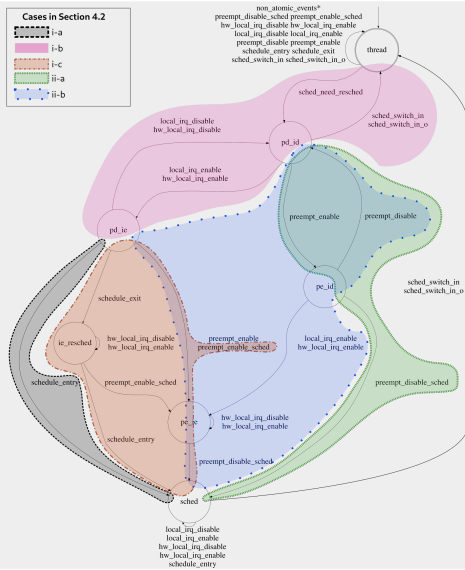 Cases in Section 4.2
i-a
i-b
i-c
ii-a
ii-b
non_atomic_events*
preempt_disable_sched preempt_enable_sched
hw_local_irq_disable hw_local_irq_enable
local_irq_disable local_irq_enable
preempt_disable preempt_enable
schedule_entry schedule_exit
sched_switch_in sched_switch_in_o
thread
sched_need_resched
local_irq_disable
hw_local_irq_disable
sched_switch_in
sched_switch_in_o
pd_id
local_irq_enable
hw_local_irq_enable
preempt_enable
preempt_disable
pd_ie
sched_switch_in
sched_switch_in_o
pe_id
schedule_exit
ie_resched
hw_local_irq_disable
hw_local_irq_enable
preempt_enable
preempt_enable_sched
local_irq_enable
hw_local_irq_enable
schedule_entry
preempt_enable_sched
preempt_disable_sched
pe_ie
hw_local_irq_disable
hw_local_irq_enable
schedule_entry
preempt_disable_sched
sched
local_irq_disable
local_irq_enable
hw_local_irq_disable
hw_local_irq_enable
schedule_entry